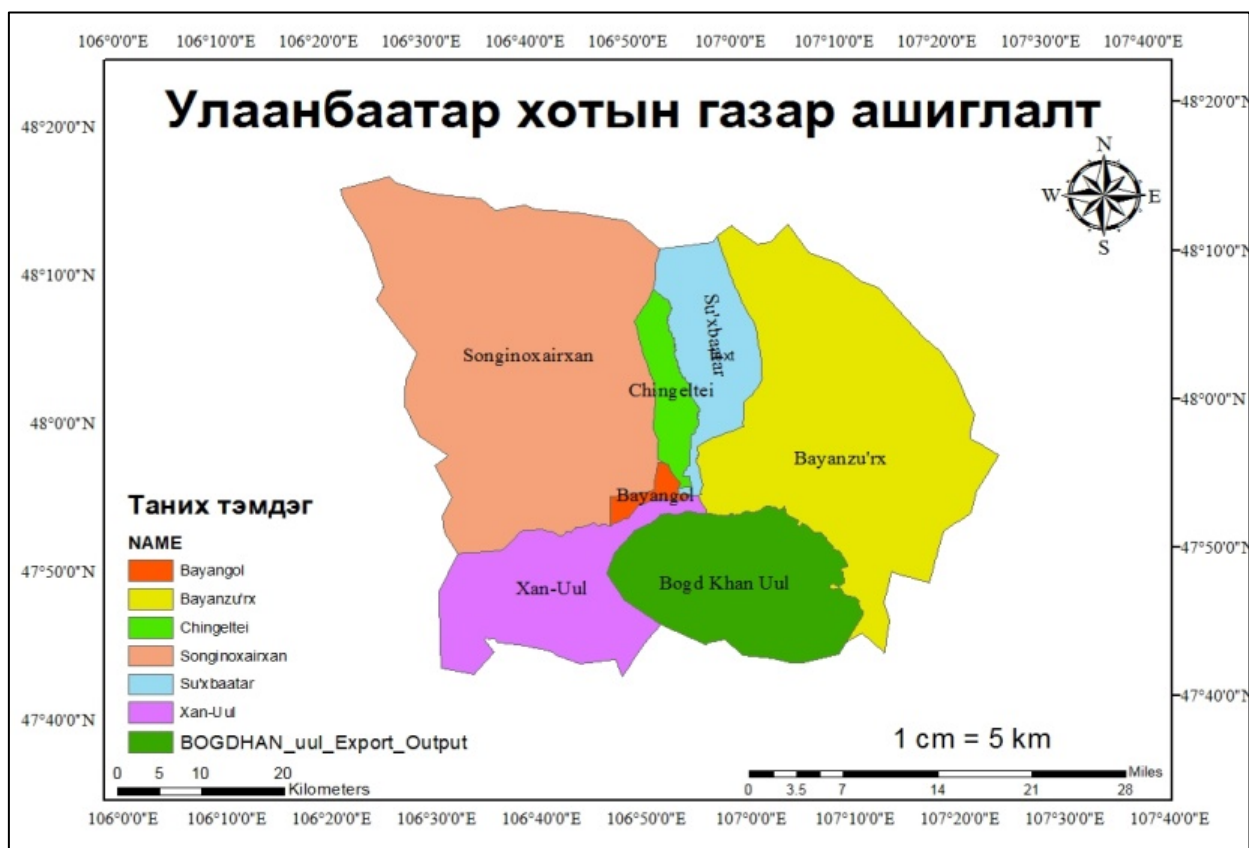 106°0'0"E 106°10'0"E 106°20'0"E 106°30'0"E 106°40'0"E 106°50'0"E 107°0'0"E 107°10'0"E 107°20'0"E 107°30'0"E 107°40'0"E
Улаанбаатар хотын газар ашиглалт
48°20'0"N
48°20'0"N
N
W E
S
48°10'0"N
48°10'0"N
Su'xbaatar
Songinoxairxan
Chingeltei
48°0'0"N
48°0'0"N
Bayanzu'rx
Bayangol
Таних тэмдэг
NAME
Bayangol
Bayanzu'rx
Chingeltei
Songinoxairxan
Su'xbaatar
Xan-Uul
BOGDHAN_uul_Export_Output
47°50'0"N
47°50'0"N
Xan-Uul
Bogd Khan Uul
47°40'0"N
47°40'0"N
1 cm = 5 km
0 5 10 20
Kilometers
Miles
0 3.5 7 14 21 28
106°0'0"E 106°10'0"E 106°20'0"E 106°30'0"E 106°40'0"E 106°50'0"E 107°0'0"E 107°10'0"E 107°20'0"E 107°30'0"E 107°40'0"E